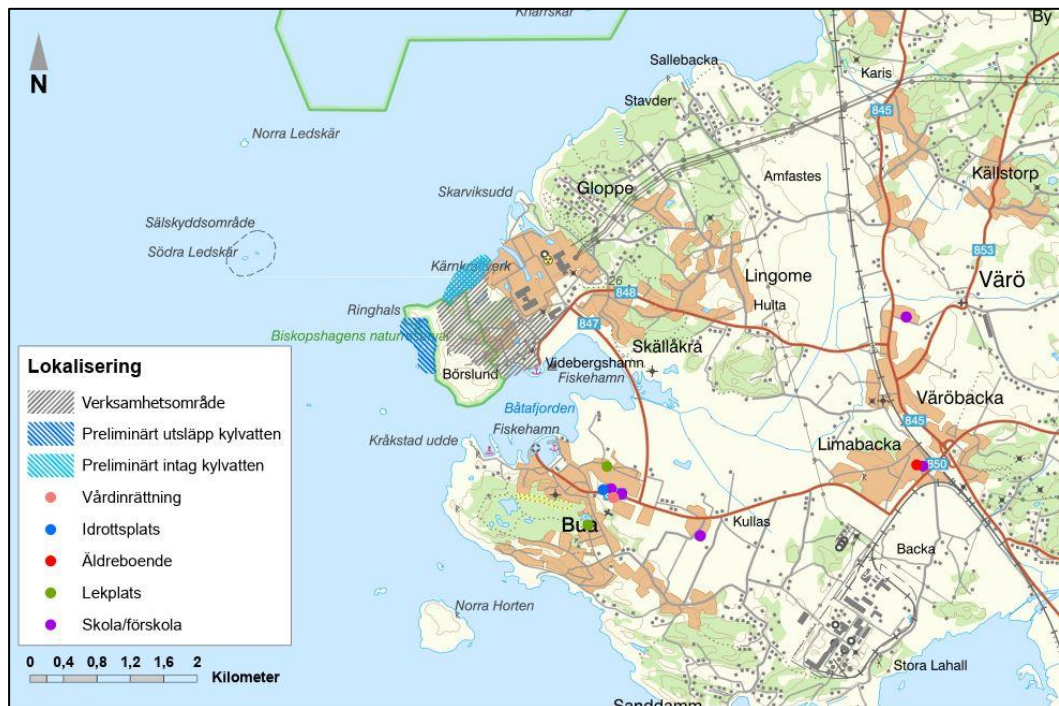 Knarrskär
By
Sallebacka
Karis
Stavder
N
845
Norra Ledskär
Källstorp
Amfastes
Gloppe
Skarviksudd
Sälskyddsområde
853
Södra Ledskär
Kärnkraftverk
Lingome
Värö
26
848
Hulta
Ringhals
847
Biskopshagens naturreservat
Skällåkra
Videbergshamn
Lokalisering
Börslund
Fiskehamn
Väröbacka
Verksamhetsområde
Båtafjorden
845
Preliminärt utsläpp kylvatten
Fiskehamn
Kråkstad udde
Limabacka
Preliminärt intag kylvatten
850
Vårdinrättning
Idrottsplats
Bua
Kullas
Äldreboende
Backa
Lekplats
Norra Horten
Skola/förskola
0 0,4 0,8 1,2 1,6 2
Kilometer
Stora Lahall
Sanddamm